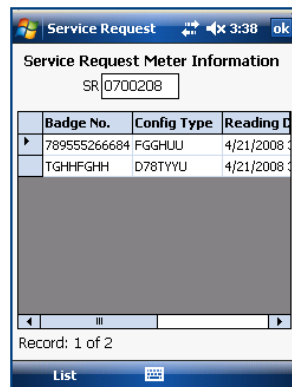 Service Request 3:38 ok
Service Request Meter Information
SR 0700208
Badge No. Config Type Reading D
789555266684 FGGHUU 4/21/2008 3
TGHHFGHH D78TYYU 4/21/2008
Record: 1 of 2
List